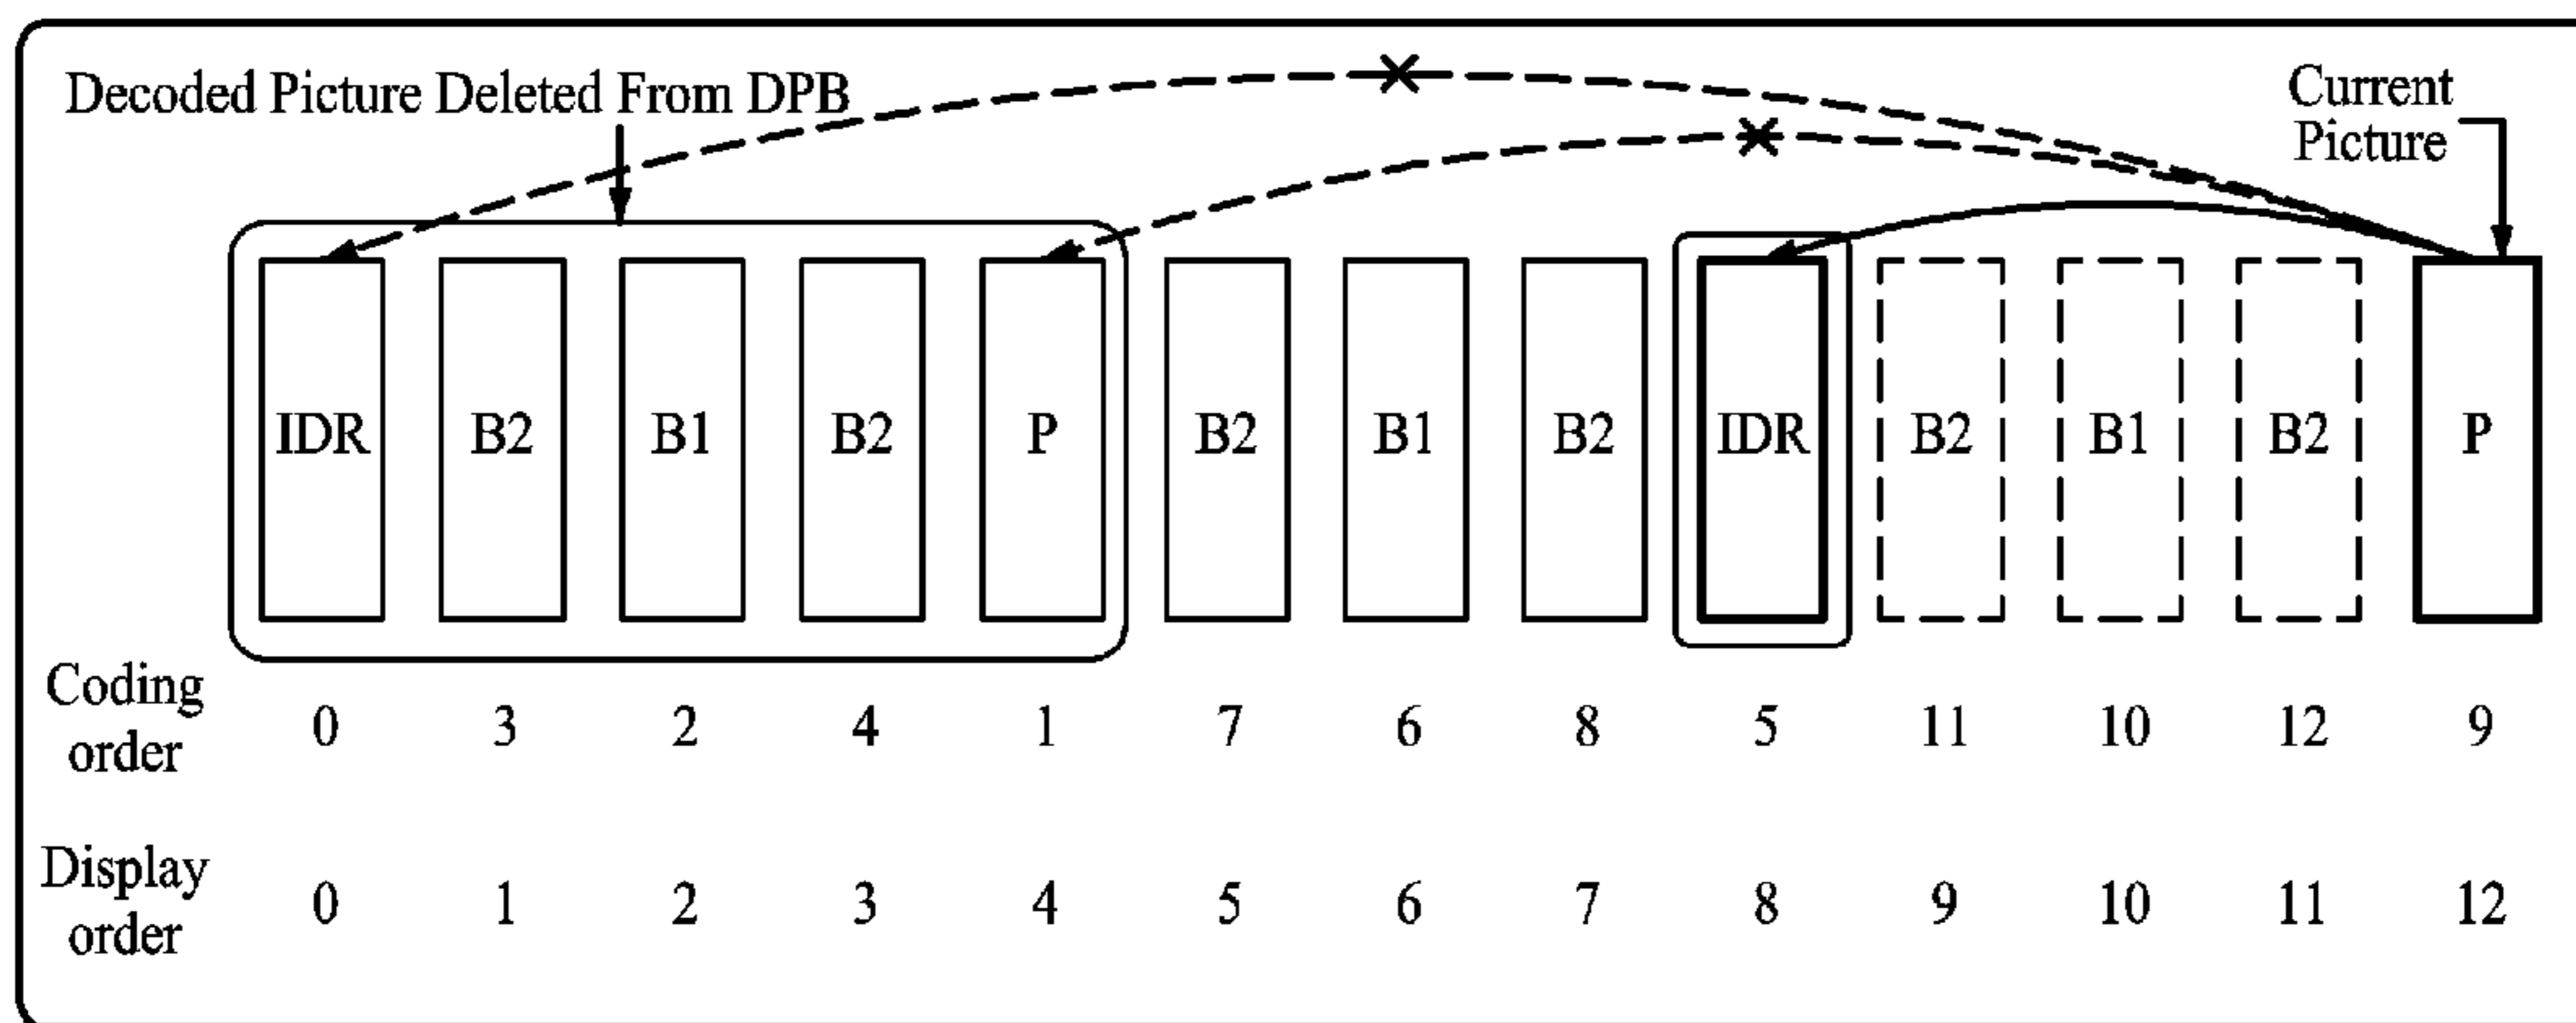 Decoded Picture Deleted From DPB
Current
Picture
IDR B2 B1 B2 P B2 B1 B2 IDR B2 B1 B2 P
Coding
order
0 3 2 4 1 7 6 8 5 11 10 12 9
Display
order
0 1 2 3 4 5 6 7 8 9 10 11 12